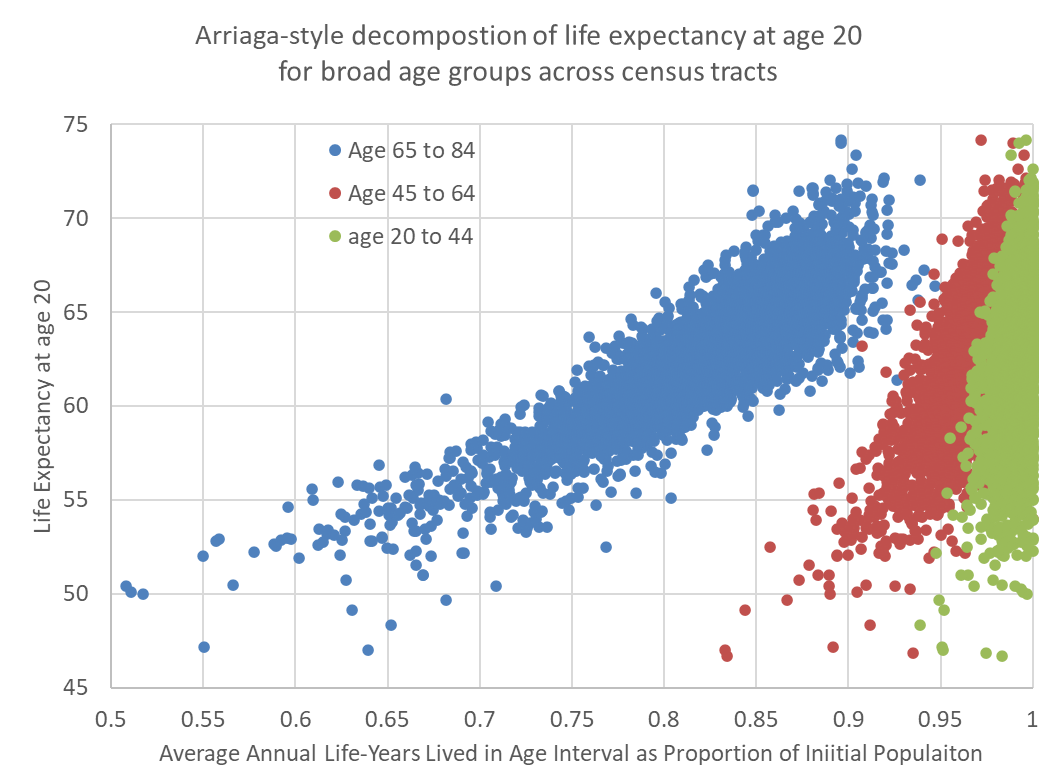 Arriaga-style decompostion of life expectancy at age 20
for broad age groups across census tracts
75
70
65
60
55
50
45
Life Expectancy at age 20
Age 65 to 84
Age 45 to 64
age 20 to 44
0.5 0.55 0.6 0.65 0.7 0.75 0.8 0.85 0.9 0.95 1
Average Annual Life-Years Lived in Age Interval as Proportion of Iniitial Populaiton